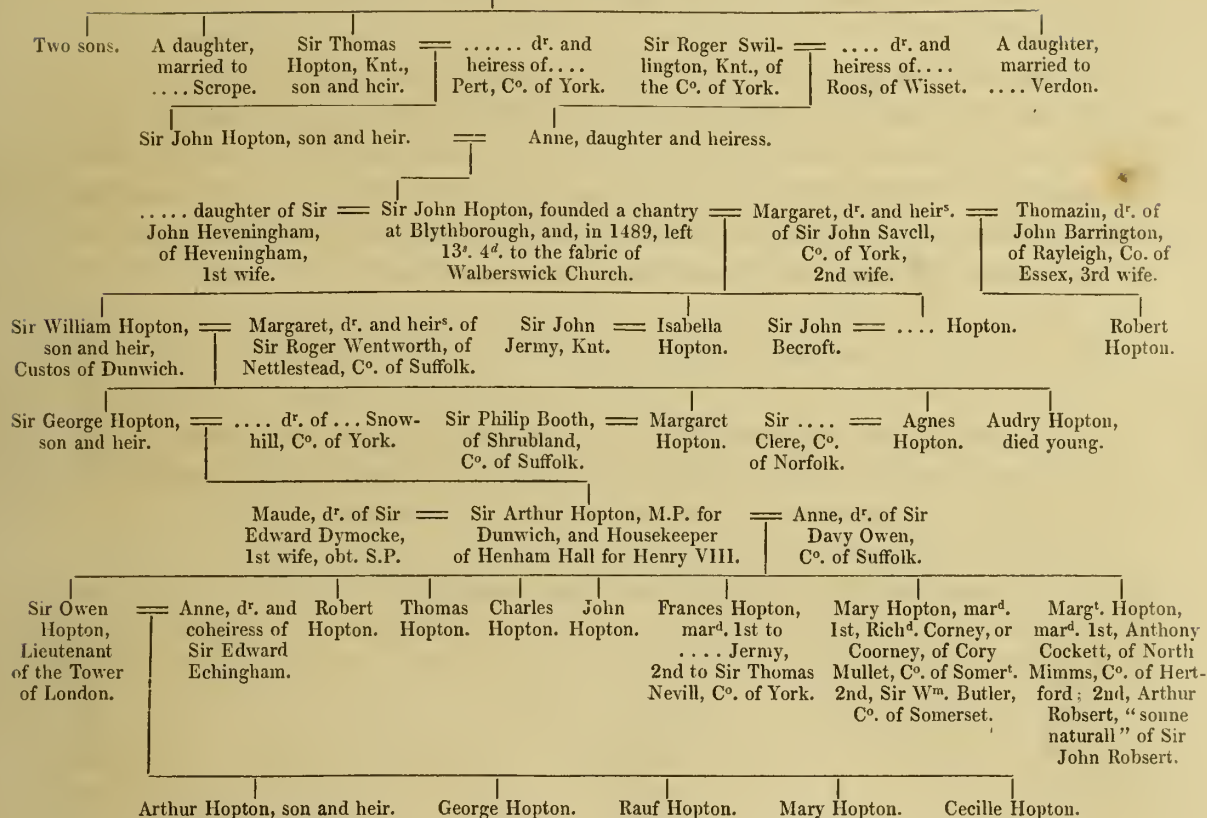 Two sons.
A daughter,
married to
.... Scrope.
Sir Thomas
Hopton, Knt.,
son and heir.
...... dr. and
heiress of....
Pert, Co. of York.
Sir Roger Swil-
lington, Knt., of
the Co. of York.
.... dr. and
heiress of....
Roos, of Wisset.
A daughter,
married to
.... Verdon.
Sir John Hopton, son and heir.
Anne, daughter and heiress.
..... daughter of Sir
John Heveningham,
of Heveningham,
1st wife.
Sir John Hopton, founded a chantry
at Blythborough, and, in 1489, left
13s. 4d. to the fabric of
Walberswick Church.
Margaret, dr. and heirs.
of Sir John Savell,
Co. of York,
2nd wife.
Thomazin, dr. of
John Barrington,
of Rayleigh, Co. of
Essex, 3rd wife.
Sir William Hopton,
son and heir,
Custos of Dunwich.
Margaret, dr. and heirs. of
Sir Roger Wentworth, of
Nettlestead, Co. of Suffolk.
Sir John
Jermy, Knt.
Isabella
Hopton.
Sir John
Becroft.
.... Hopton.
Robert
Hopton.
Sir George Hopton,
son and heir.
.... dr. of ... Snow-
hill, Co. of York.
Sir Philip Booth,
of Shrubland,
Co. of Suffolk.
Margaret
Hopton.
Sir ....
Clere, Co.
of Norfolk.
Agnes
Hopton.
Audry Hopton,
died young.
Maude, dr. of Sir
Edward Dymocke,
1st wife, obt. S.P.
Sir Arthur Hopton, M.P. for
Dunwich, and Housekeeper
of Henham Hall for Henry VIII.
Anne, dr. of Sir
Davy Owen,
Co. of Suffolk.
Sir Owen
Hopton,
Lieutenant
of the Tower
of London.
Anne, dr. and
coheiress of
Sir Edward
Echingham.
Robert
Hopton.
Thomas
Hopton.
Charles
Hopton.
John
Hopton.
Frances Hopton,
mard. 1st to
.... Jermy,
2nd to Sir Thomas
Nevill, Co. of York.
Mary Hopton, mard.
1st, Richd. Corney, or
Coorney, of Cory
Mullet, Co. of Somert.
2nd, Sir Wm. Butler,
Co. of Somerset.
Margt. Hopton,
mard. 1st, Anthony
Cockett, of North
Mimms, Co. of Hert-
ford; 2nd, Arthur
Robsert, "sonne
naturall" of Sir
John Robsert.
Arthur Hopton, son and heir.
George Hopton.
Rauf Hopton.
Mary Hopton.
Cecille Hopton.